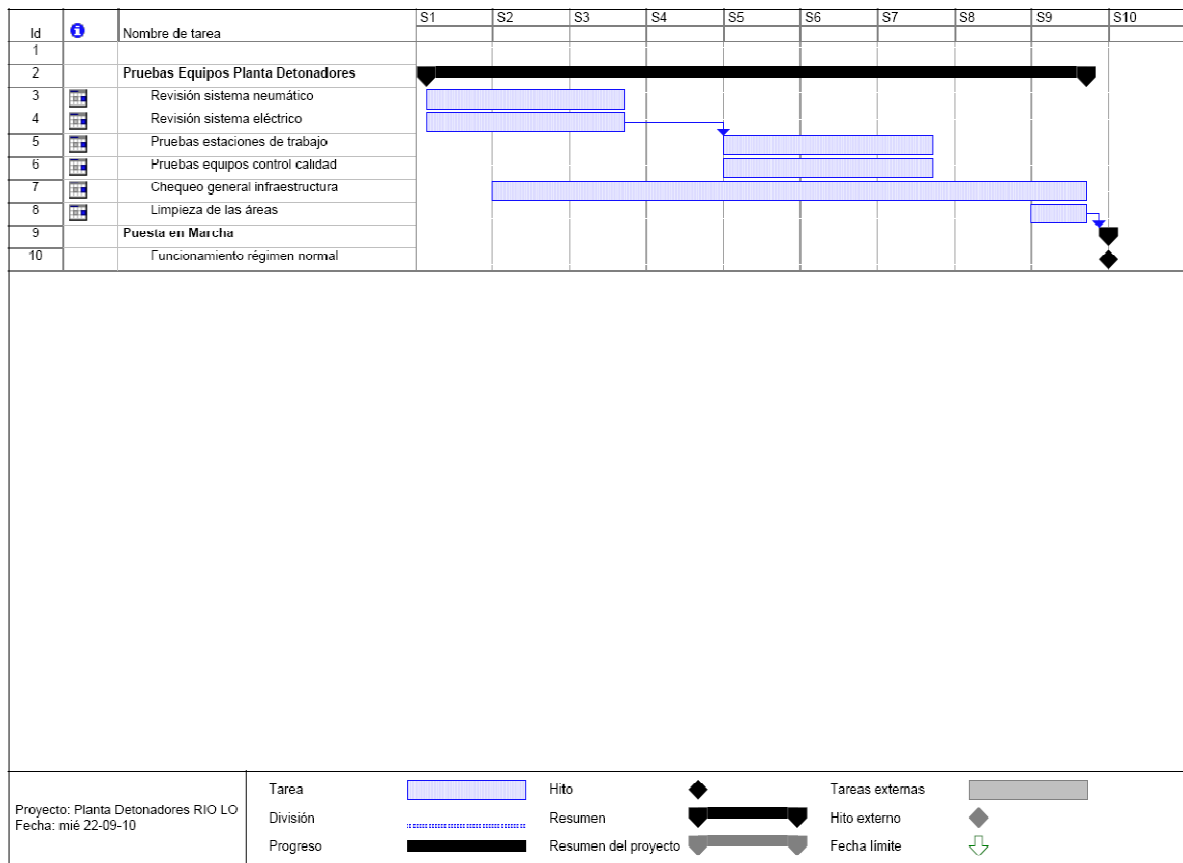 S1 S2 S3 S4 S5 S6 S7 S8 S9 S10
Id i Nombre de tarea
1
2 Pruebas Equipos Planta Detonadores
3 Revisión sistema neumático
4 Revisión sistema eléctrico
5 Pruebas estaciones de trabajo
6 Pruebas equipos control calidad
7 Chequeo general infraestructura
8 Limpieza de las áreas
9 Puesta en Marcha
10 Funcionamiento régimen normal
Proyecto: Planta Detonadores RIO LO
Fecha: mié 22-09-10
Tarea Hito Tareas externas
División Resumen Hito externo
Progreso Resumen del proyecto Fecha límite